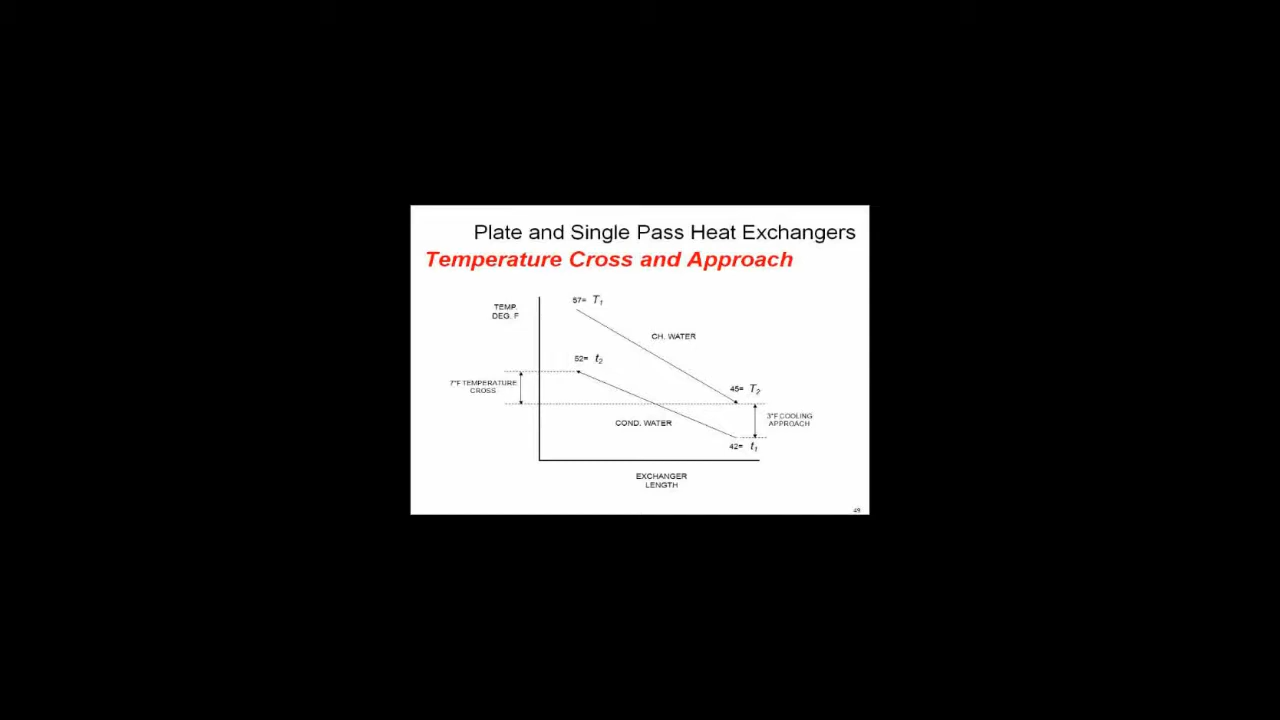 Plate and Single Pass Heat Exchangers
Temperature Cross and Approach
TEMP.
DEG. F
57= T1
CH. WATER
52= t2
7°F TEMPERATURE
CROSS
45= T2
3°F COOLING
APPROACH
COND. WATER
42= t1
EXCHANGER
LENGTH
49